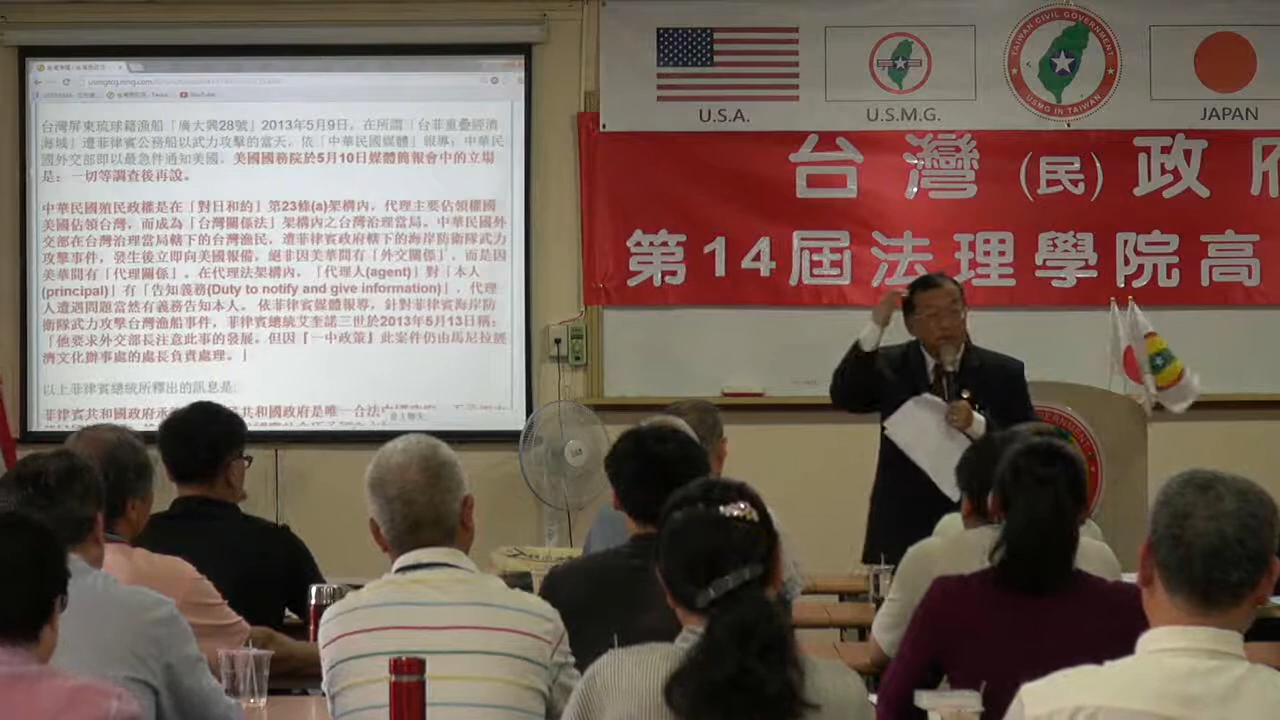 台灣屏東琉球籍漁船「廣大興28號」2013年5月9日，在所謂「台菲重疊經濟
海域」遭菲律賓公務船以武力攻擊的當天，依「中華民國媒體」報導：中華民
國外交部即以最急件通知美國。美國國務院於5月10日媒體簡報會中的立場
是：一切等調查後再說。
中華民國殖民政權是在「對日和約」第23條(a)架構內，代理主要佔領權國
美國佔領台灣，而成為「台灣關係法」架構內之台灣治理當局。中華民國外
交部在台灣治理當局轄下的台灣漁民，遭菲律賓政府轄下的海岸防衛隊武力
攻擊事件，發生後立即向美國報備，絕非因美華間有「外交關係」，而是因
美華間有「代理關係」。在代理法架構內，「代理人(agent)」對「本人
(principal)」有「告知義務(Duty to notify and give information)」，代理
人遭遇問題當然有義務告知本人。依菲律賓媒體報導，針對菲律賓海岸防
衛隊武力攻擊台灣漁船事件，菲律賓總統艾奎諾三世於2013年5月13日稱：
「他要求外交部長注意此事的發展。但因『一中政策』此案件仍由馬尼拉經
濟文化辦事處的處長負責處理。」
以上菲律賓總統所釋出的訊息是:
菲律賓共和國政府承
共和國政府是唯一合法
U.S.A.
U.S.M.G.
TAIWAN CIVIL GOVERNMENT
USMG IN TAIWAN
JAPAN
台灣(民)政府
第14屆法理學院高